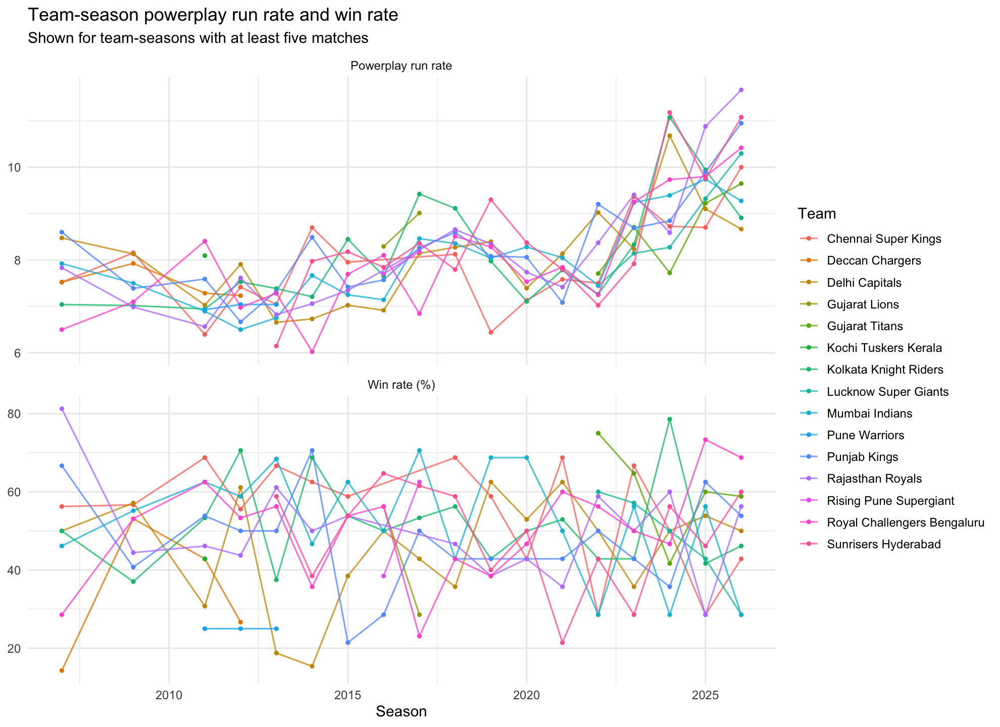 Team-season powerplay run rate and win rate
Shown for team-seasons with at least five matches
Powerplay run rate
10
8
6
Win rate (%)
80
60
40
20
2010
2015
2020
2025
Season
Team
Chennai Super Kings
Deccan Chargers
Delhi Capitals
Gujarat Lions
Gujarat Titans
Kochi Tuskers Kerala
Kolkata Knight Riders
Lucknow Super Giants
Mumbai Indians
Pune Warriors
Punjab Kings
Rajasthan Royals
Rising Pune Supergiant
Royal Challengers Bengaluru
Sunrisers Hyderabad